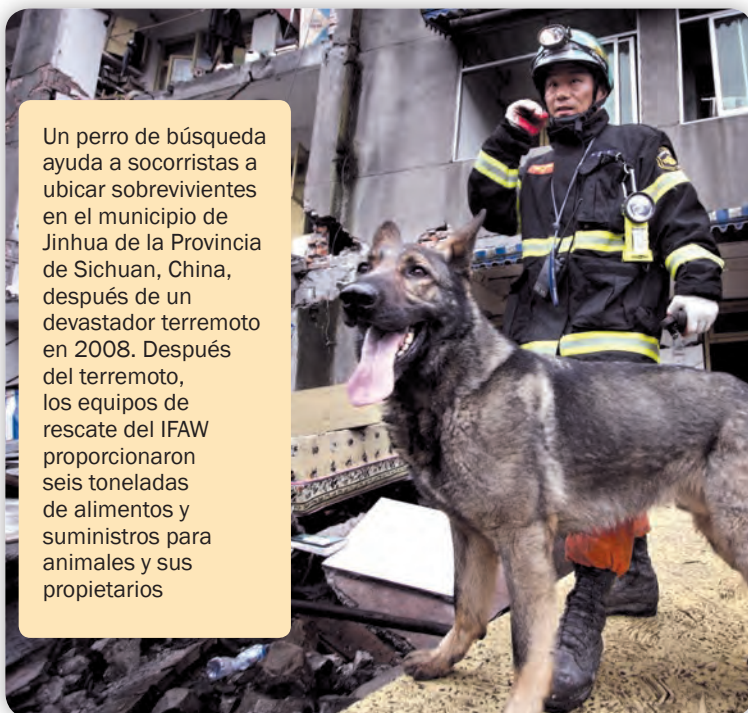 Un perro de búsqueda
ayuda a socorristas a
ubicar sobrevivientes
en el municipio de
Jinhua de la Provincia
de Sichuan, China,
después de un
devastador terremoto
en 2008. Después
del terremoto,
los equipos de
rescate del IFAW
proporcionaron
seis toneladas
de alimentos y
suministros para
animales y sus
propietarios